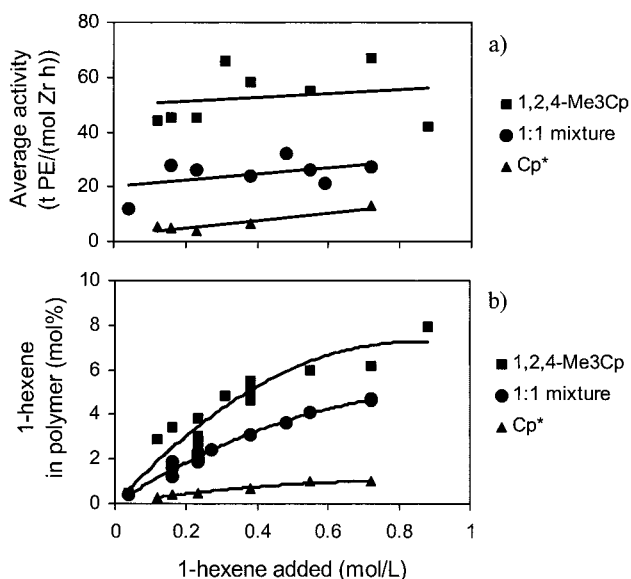 a)
Average activity
(t PE/(mol Zr h))
80
60
40
20
0
1,2,4-Me3Cp
1:1 mixture
Cp*
b)
1-hexene
in polymer (mol%)
10
8
6
4
2
0
1,2,4-Me3Cp
1:1 mixture
Cp*
0 0.2 0.4 0.6 0.8 1
1-hexene added (mol/L)